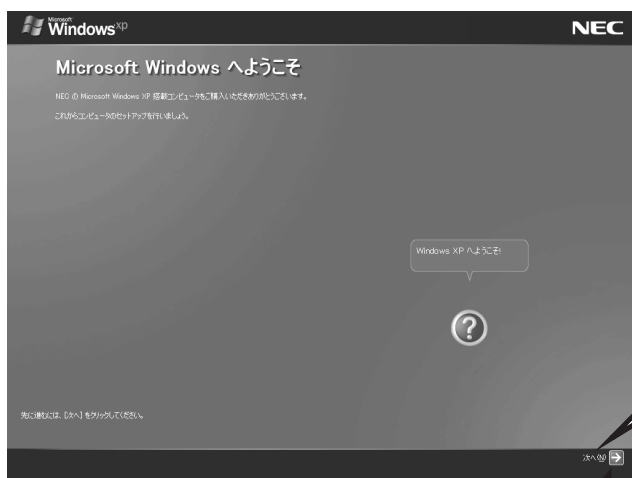 Microsoft
Windows xp
NEC
Microsoft Windows へようこそ
NEC の Microsoft Windows XP 搭載コンピュータをご購入いただきありがとうございます。
これからコンピュータのセットアップを行いましょう。
Windows XP へようこそ!
?
先に進むには、[次へ] をクリックしてください。
次へ(N)